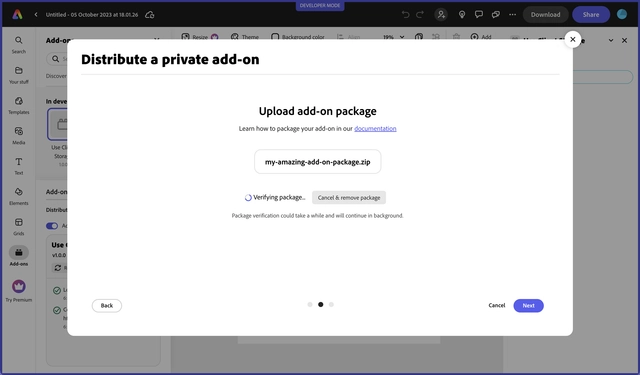 DEVELOPER MODE
Untitled - 05 October 2023 at 18.01.26
Download
Share
Add-on
Resize
Theme
Background color
Align
19%
Add
Search
Discover
Your stuff
In deve
Templates
Use Cli
Media
Text
Add-on
Distribut
Elements
Grids
Use
v1.0.0
Add-ons
Try Premium
Distribute a private add-on
Upload add-on package
Learn how to package your add-on in our documentation
my-amazing-add-on-package.zip
Verifying package..
Cancel & remove package
Package verification could take a while and will continue in background.
Back
Cancel
Next